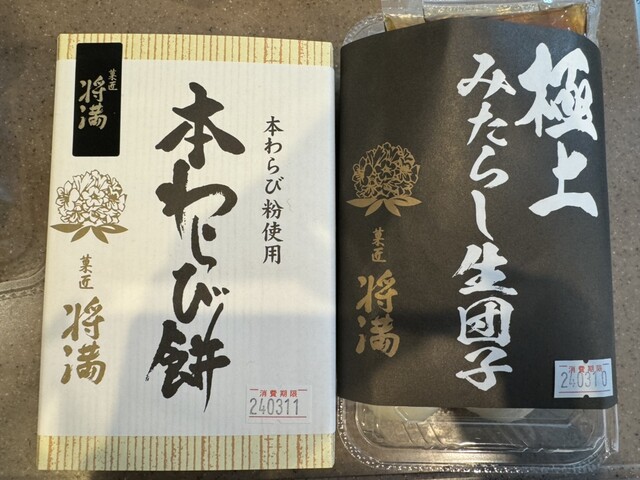 菓匠
将満
本わらび粉使用
本わらび餅
菓匠
将満
消費期限
240311
極上
みたらし生団子
菓匠
将満
消費期限
240310